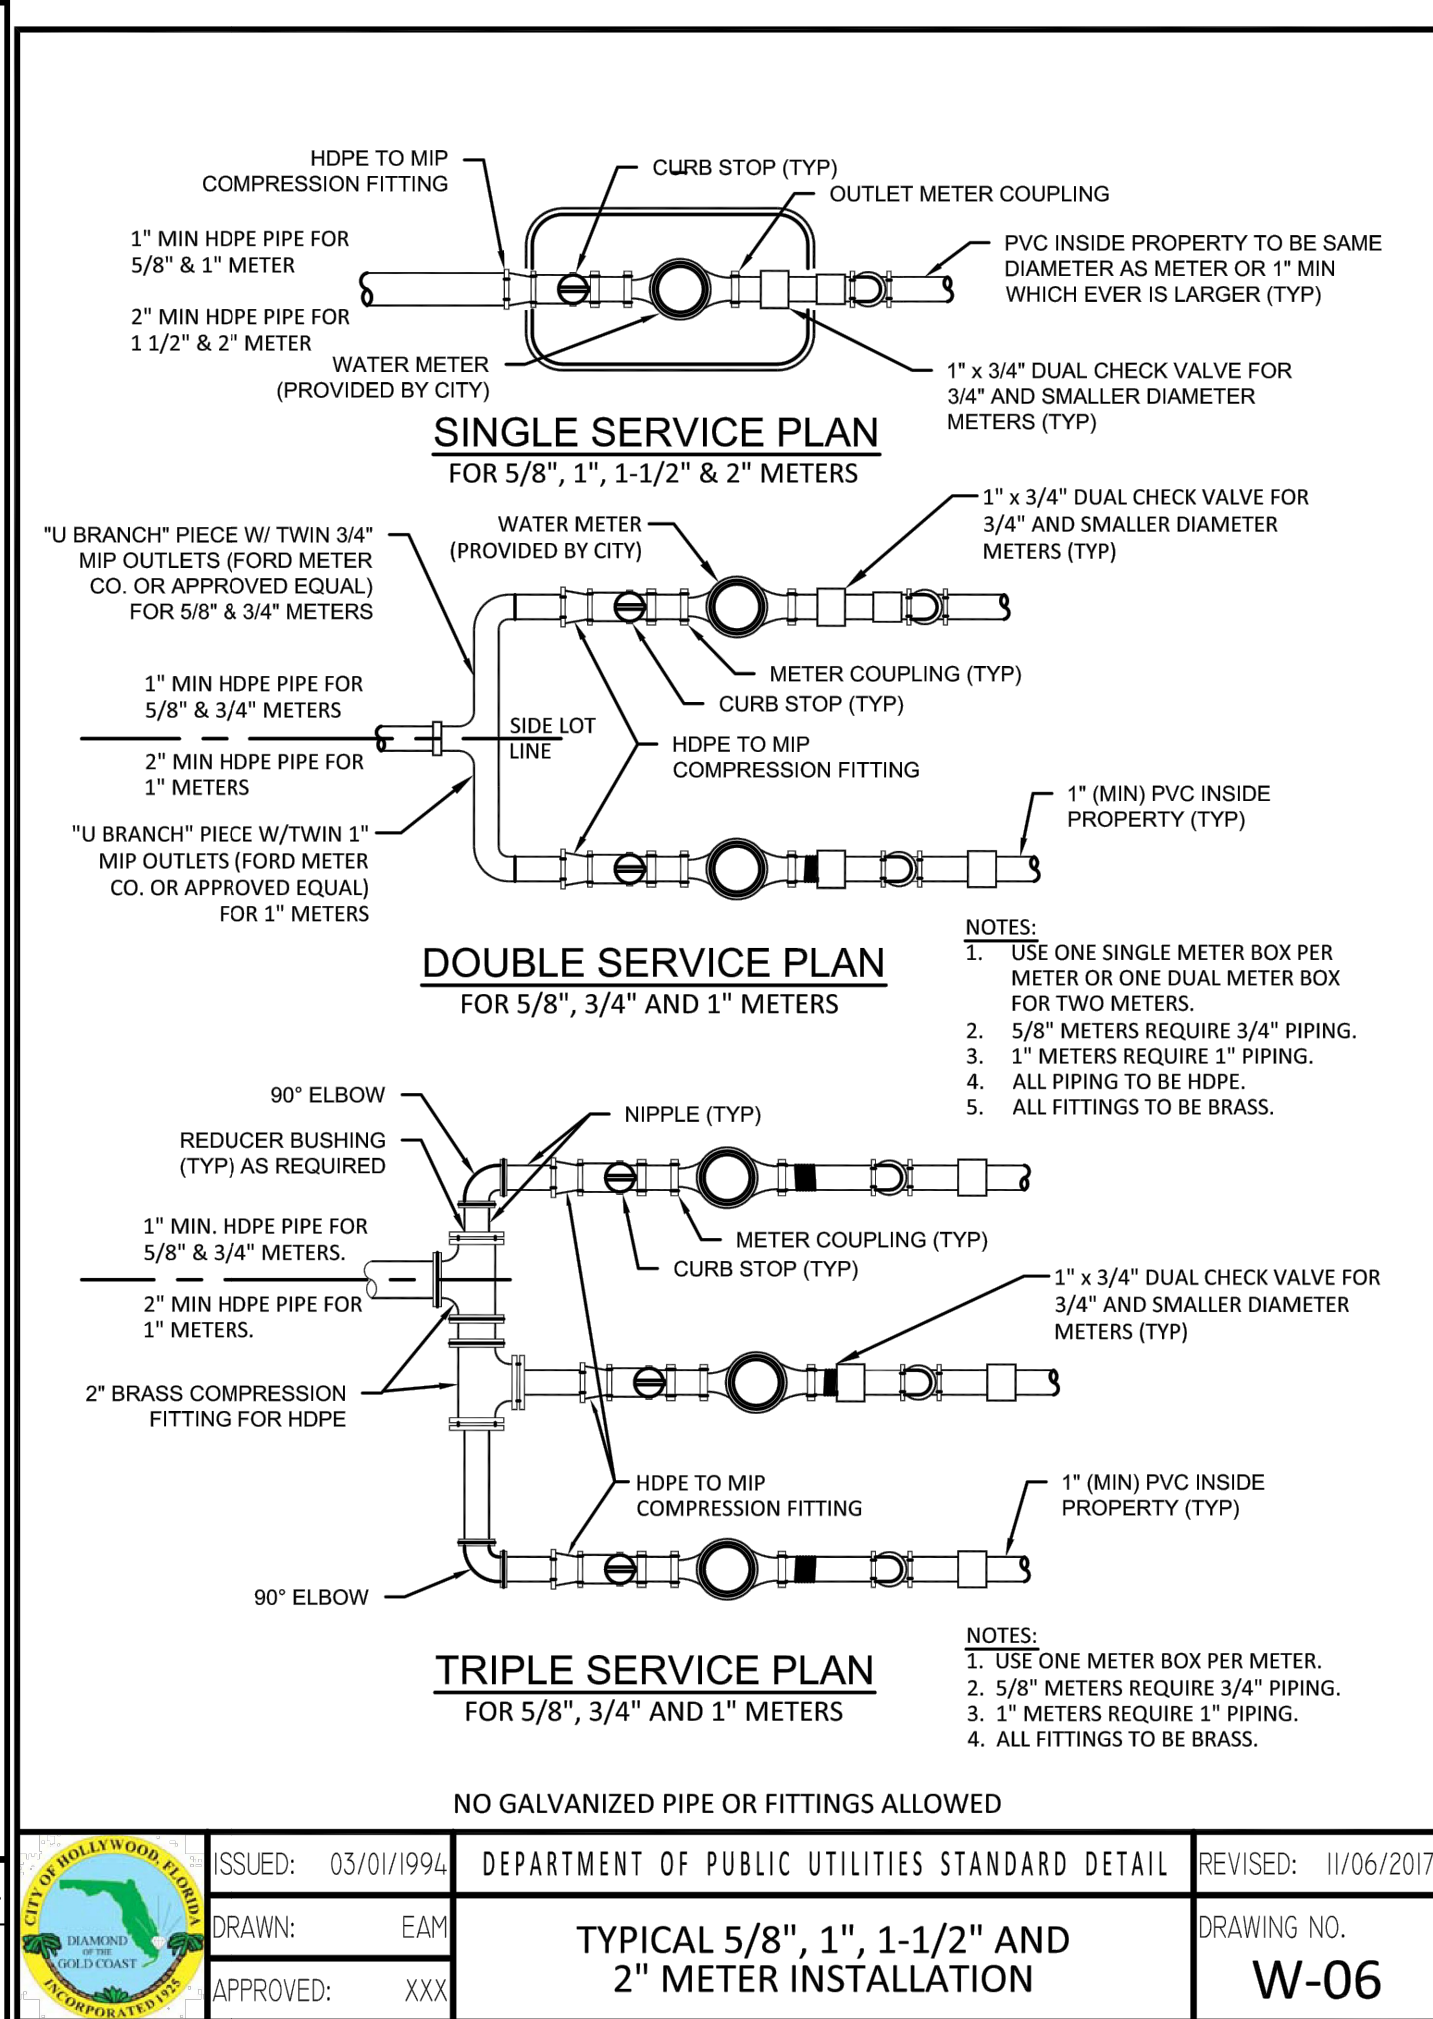 HDPE TO MIP
COMPRESSION FITTING
CURB STOP (TYP)
OUTLET METER COUPLING
1" MIN HDPE PIPE FOR
5/8" & 1" METER
PVC INSIDE PROPERTY TO BE SAME
DIAMETER AS METER OR 1" MIN
WHICH EVER IS LARGER (TYP)
2" MIN HDPE PIPE FOR
1 1/2" & 2" METER
WATER METER
(PROVIDED BY CITY)
1" x 3/4" DUAL CHECK VALVE FOR
3/4" AND SMALLER DIAMETER
METERS (TYP)
SINGLE SERVICE PLAN
FOR 5/8", 1", 1-1/2" & 2" METERS
"U BRANCH" PIECE W/ TWIN 3/4"
MIP OUTLETS (FORD METER
CO. OR APPROVED EQUAL)
FOR 5/8" & 3/4" METERS
WATER METER
(PROVIDED BY CITY)
1" x 3/4" DUAL CHECK VALVE FOR
3/4" AND SMALLER DIAMETER
METERS (TYP)
METER COUPLING (TYP)
CURB STOP (TYP)
1" MIN HDPE PIPE FOR
5/8" & 3/4" METERS
SIDE LOT
LINE
2" MIN HDPE PIPE FOR
1" METERS
HDPE TO MIP
COMPRESSION FITTING
1" (MIN) PVC INSIDE
PROPERTY (TYP)
"U BRANCH" PIECE W/TWIN 1"
MIP OUTLETS (FORD METER
CO. OR APPROVED EQUAL)
FOR 1" METERS
DOUBLE SERVICE PLAN
FOR 5/8", 3/4" AND 1" METERS
NOTES:
1. USE ONE SINGLE METER BOX PER
METER OR ONE DUAL METER BOX
FOR TWO METERS.
2. 5/8" METERS REQUIRE 3/4" PIPING.
3. 1" METERS REQUIRE 1" PIPING.
4. ALL PIPING TO BE HDPE.
5. ALL FITTINGS TO BE BRASS.
90° ELBOW
NIPPLE (TYP)
REDUCER BUSHING
(TYP) AS REQUIRED
1" MIN. HDPE PIPE FOR
5/8" & 3/4" METERS.
METER COUPLING (TYP)
CURB STOP (TYP)
2" MIN HDPE PIPE FOR
1" METERS.
1" x 3/4" DUAL CHECK VALVE FOR
3/4" AND SMALLER DIAMETER
METERS (TYP)
2" BRASS COMPRESSION
FITTING FOR HDPE
HDPE TO MIP
COMPRESSION FITTING
1" (MIN) PVC INSIDE
PROPERTY (TYP)
90° ELBOW
TRIPLE SERVICE PLAN
FOR 5/8", 3/4" AND 1" METERS
NOTES:
1. USE ONE METER BOX PER METER.
2. 5/8" METERS REQUIRE 3/4" PIPING.
3. 1" METERS REQUIRE 1" PIPING.
4. ALL FITTINGS TO BE BRASS.
NO GALVANIZED PIPE OR FITTINGS ALLOWED
CITY OF HOLLYWOOD, FLORIDA
DIAMOND
OF THE
GOLD COAST
INCORPORATED 1925
ISSUED: 03/01/1994
DRAWN: EAM
APPROVED: XXX
DEPARTMENT OF PUBLIC UTILITIES STANDARD DETAIL
TYPICAL 5/8", 1", 1-1/2" AND
2" METER INSTALLATION
REVISED: 11/06/2017
DRAWING NO.
W-06